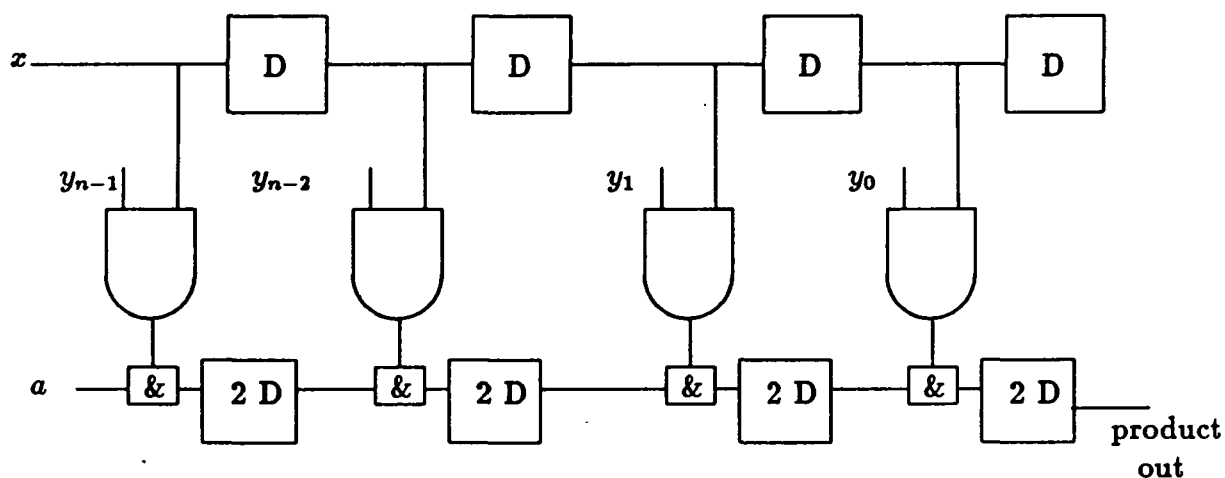 x D D D D
yₙ₋₁ yₙ₋₂ y₁ y₀
a & 2 D & 2 D & 2 D & 2 D
product
out